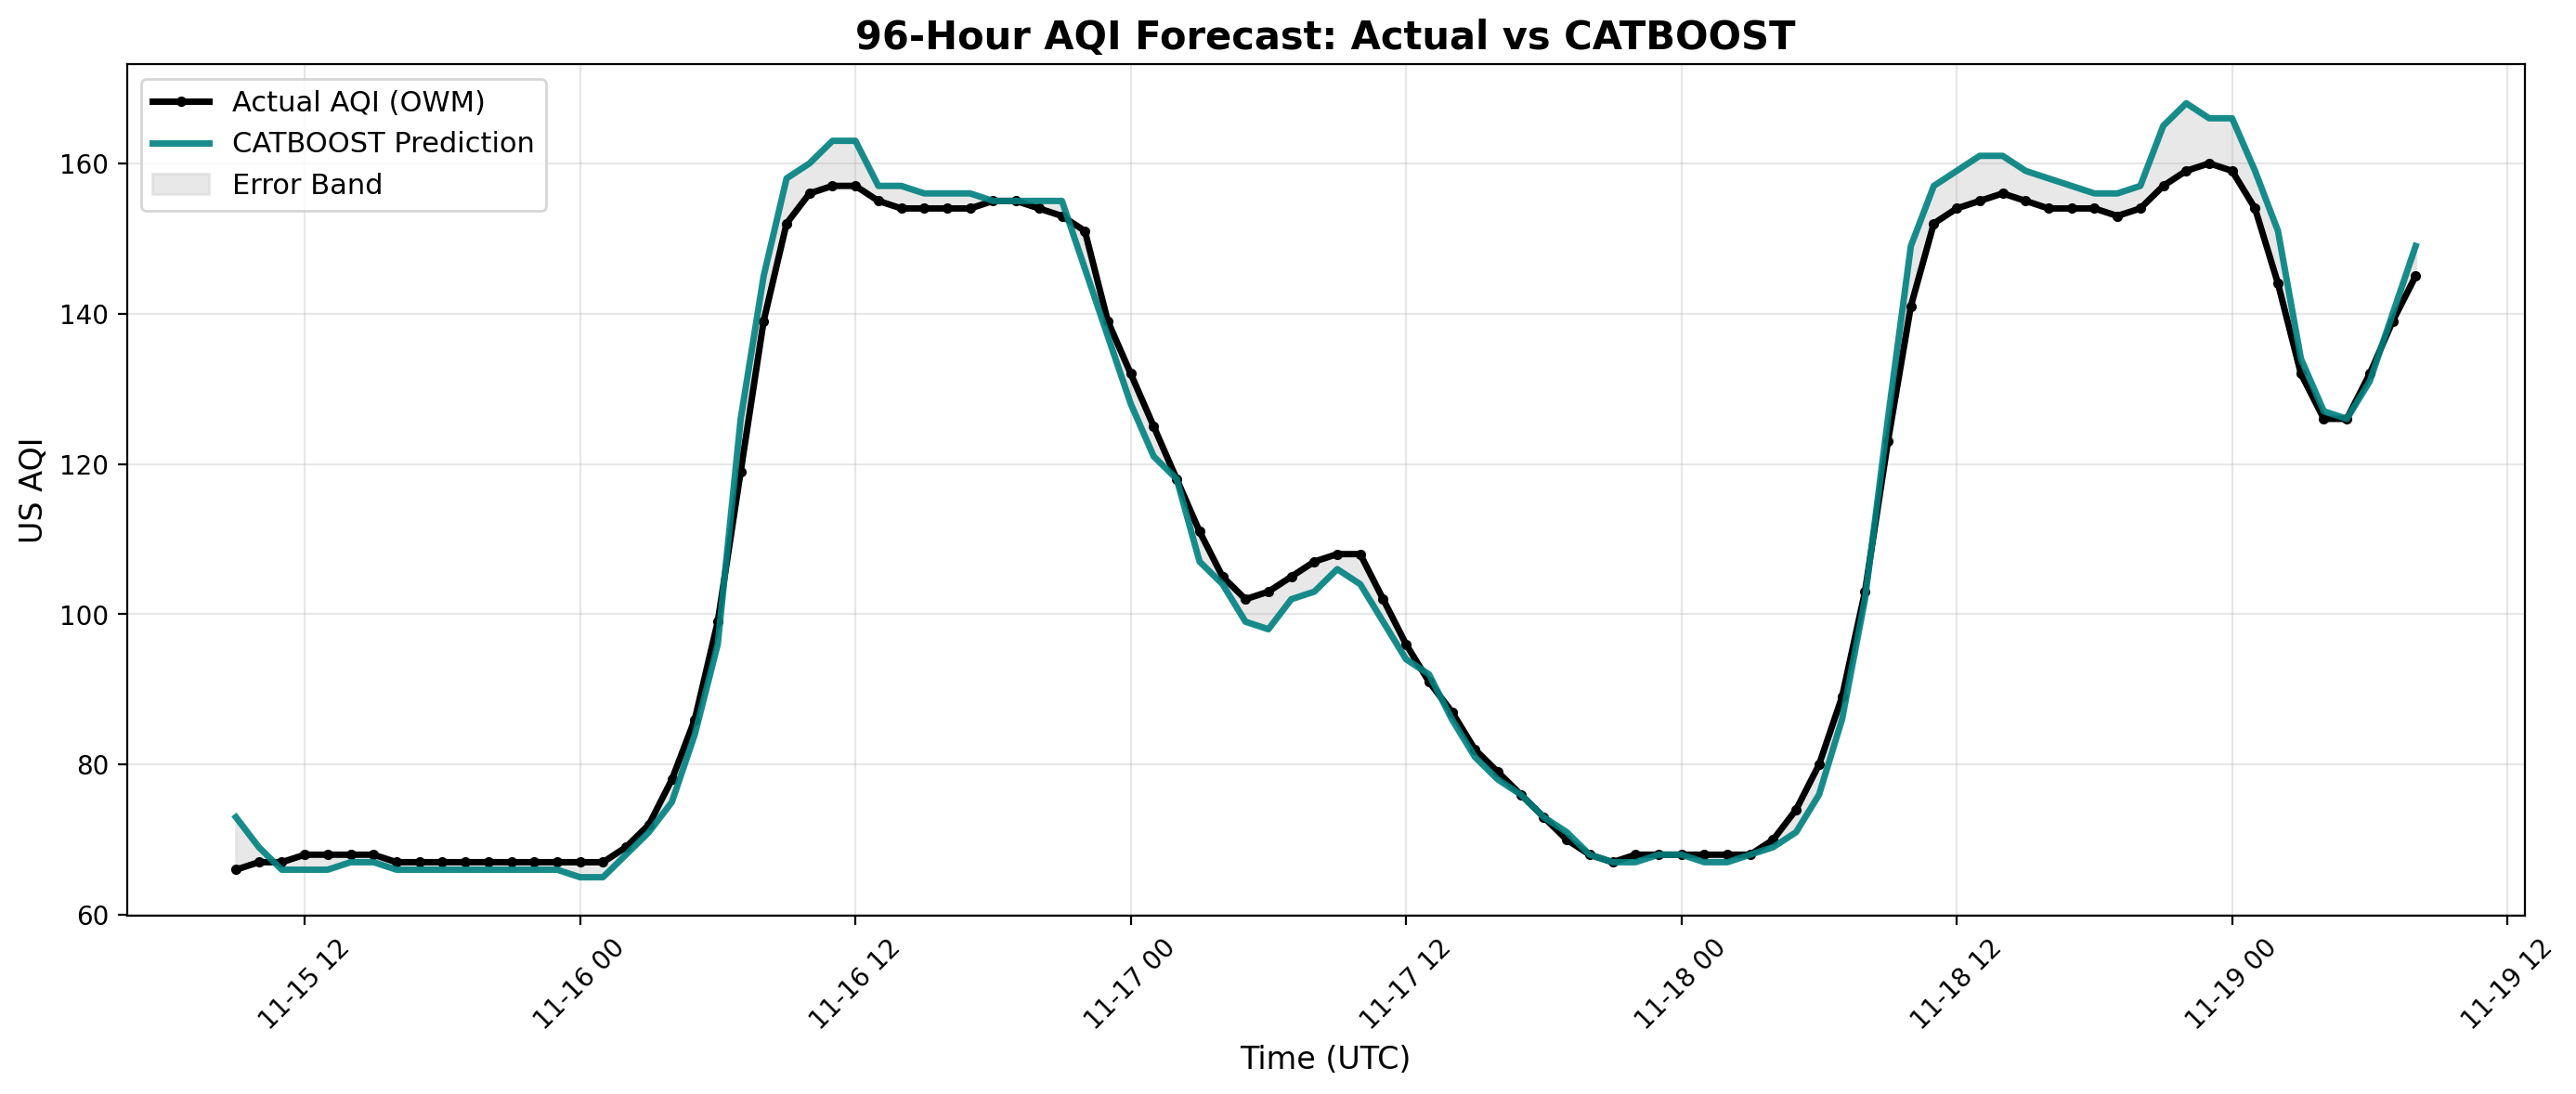 96-Hour AQI Forecast: Actual vs CATBOOST
Actual AQI (OWM)
CATBOOST Prediction
Error Band
US AQI
160
140
120
100
80
60
11-15 12
11-16 00
11-16 12
11-17 00
11-17 12
11-18 00
11-18 12
11-19 00
11-19 12
Time (UTC)